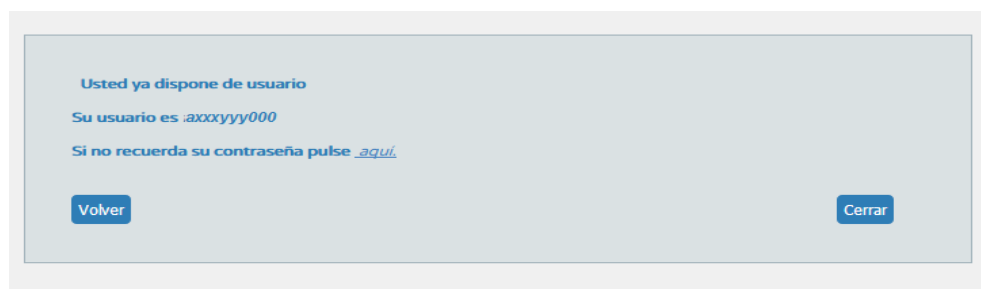 Usted ya dispone de usuario
Su usuario es axxxyyy000
Si no recuerda su contraseña pulse aquí.
Volver
Cerrar